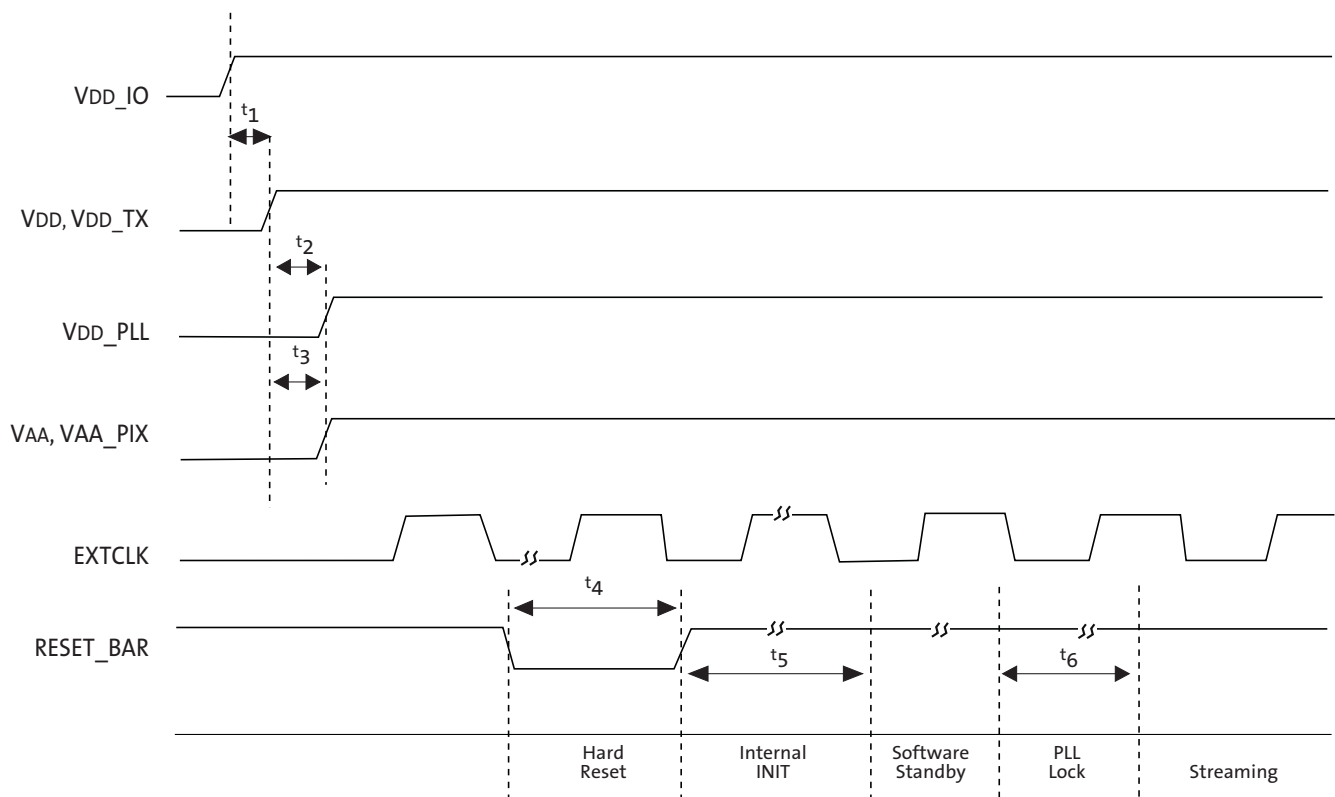 VDD_IO
t1
VDD, VDD_TX
t2
VDD_PLL
t3
VAA, VAA_PIX
EXTCLK
t4
RESET_BAR
t5
t6
Hard
Reset
Internal
INIT
Software
Standby
PLL
Lock
Streaming